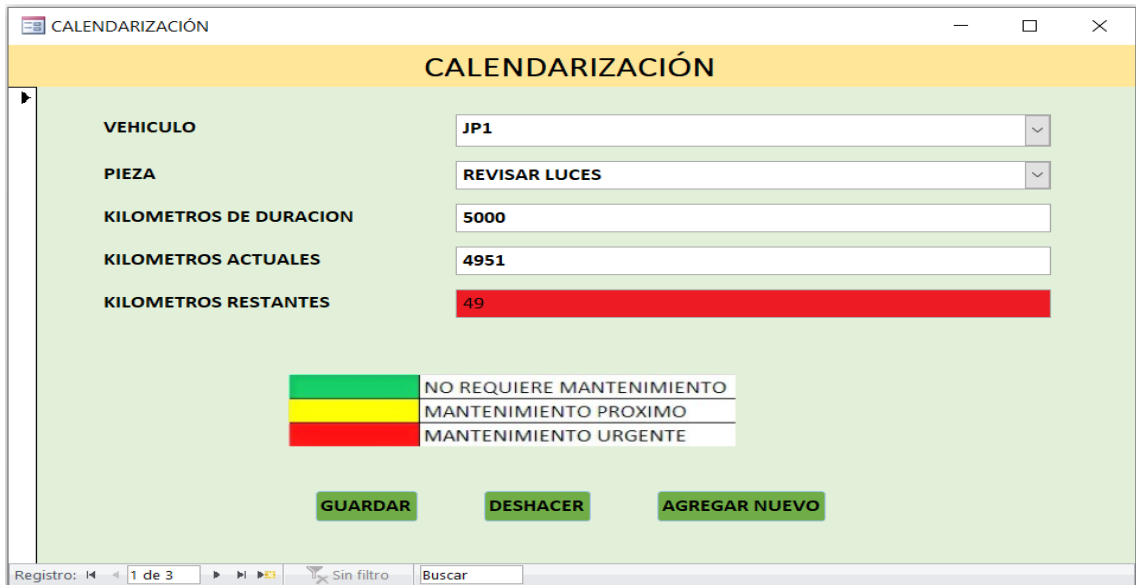 CALENDARIZACIÓN
CALENDARIZACIÓN
VEHICULO JP1
PIEZA REVISAR LUCES
KILOMETROS DE DURACION 5000
KILOMETROS ACTUALES 4951
KILOMETROS RESTANTES 49
NO REQUIERE MANTENIMIENTO
MANTENIMIENTO PROXIMO
MANTENIMIENTO URGENTE
GUARDAR DESHACER AGREGAR NUEVO
Registro: 1 de 3 Sin filtro Buscar